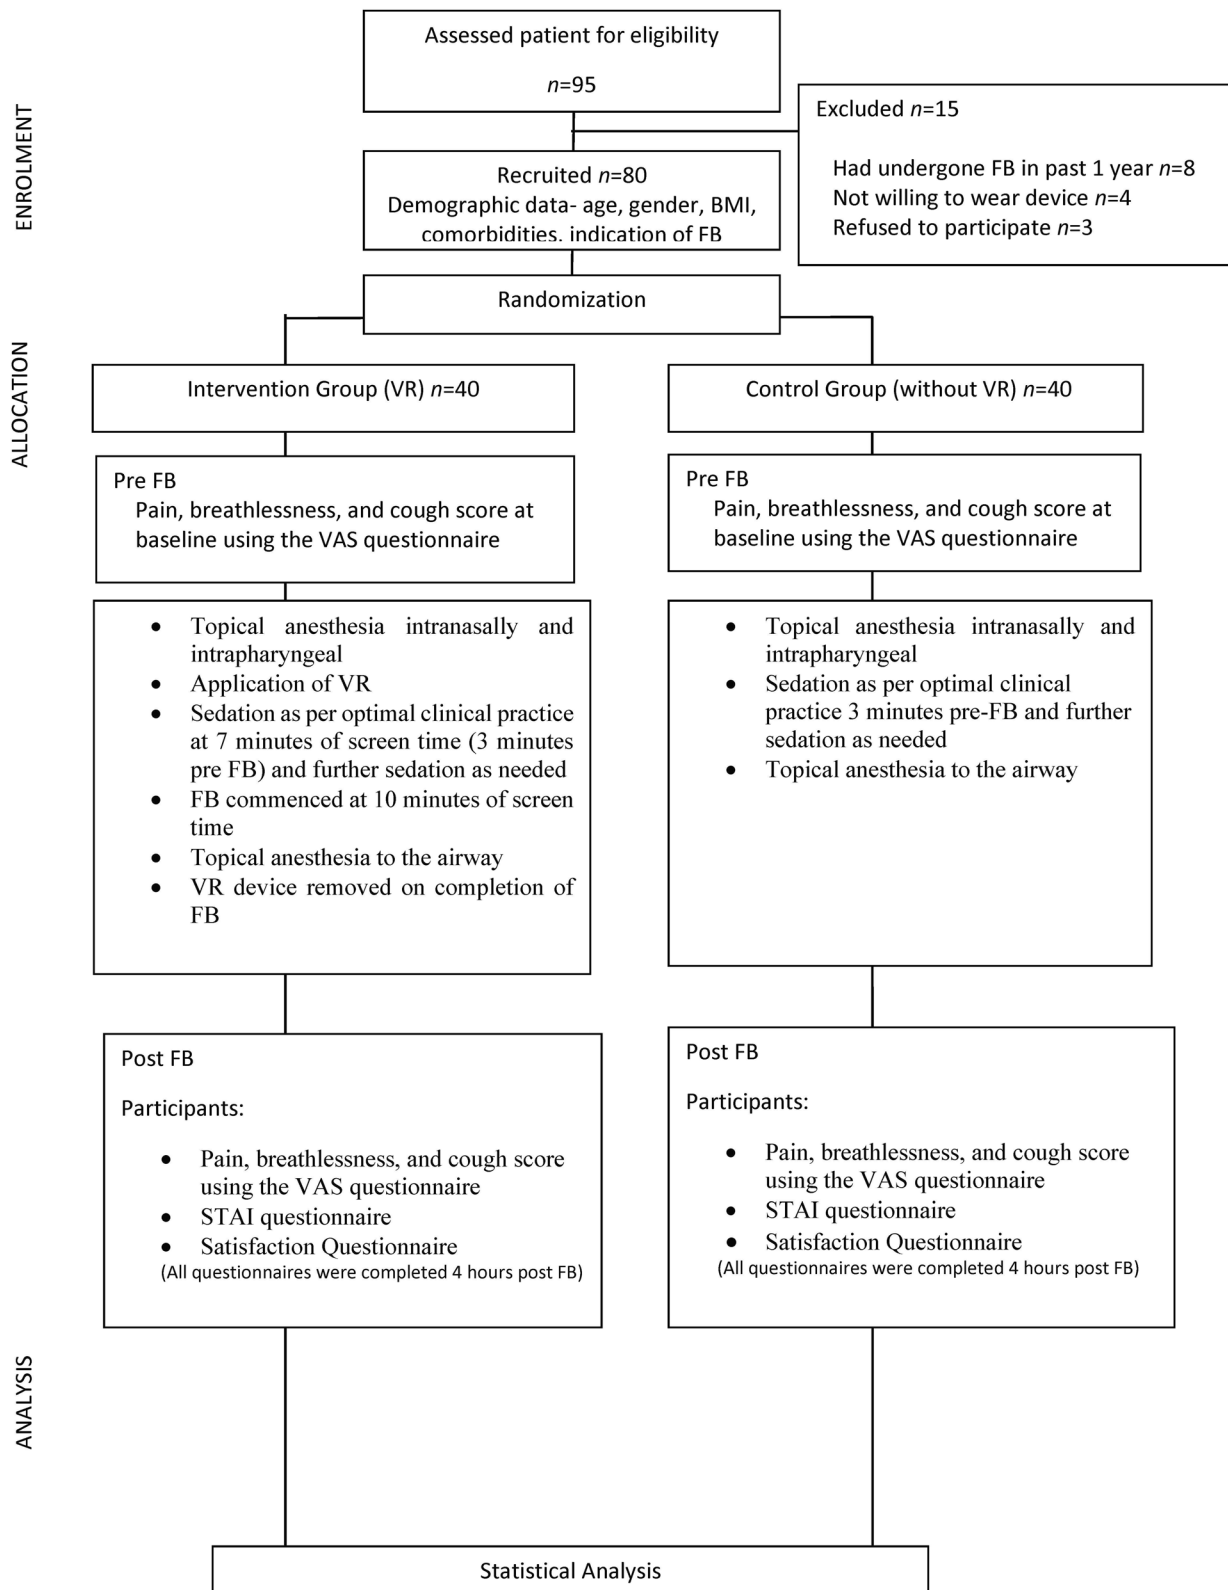 Assessed patient for eligibility
n=95
ENROLMENT
Excluded n=15
Had undergone FB in past 1 year n=8
Not willing to wear device n=4
Refused to participate n=3
Recruited n=80
Demographic data- age, gender, BMI,
comorbidities. indication of FB
Randomization
ALLOCATION
Intervention Group (VR) n=40
Control Group (without VR) n=40
Pre FB
Pain, breathlessness, and cough score at
baseline using the VAS questionnaire
Pre FB
Pain, breathlessness, and cough score at
baseline using the VAS questionnaire
• Topical anesthesia intranasally and
intrapharyngeal
• Application of VR
• Sedation as per optimal clinical practice
at 7 minutes of screen time (3 minutes
pre FB) and further sedation as needed
• FB commenced at 10 minutes of screen
time
• Topical anesthesia to the airway
• VR device removed on completion of
FB
• Topical anesthesia intranasally and
intrapharyngeal
• Sedation as per optimal clinical
practice 3 minutes pre-FB and further
sedation as needed
• Topical anesthesia to the airway
Post FB
Participants:
• Pain, breathlessness, and cough score
using the VAS questionnaire
• STAI questionnaire
• Satisfaction Questionnaire
(All questionnaires were completed 4 hours post FB)
Post FB
Participants:
• Pain, breathlessness, and cough score
using the VAS questionnaire
• STAI questionnaire
• Satisfaction Questionnaire
(All questionnaires were completed 4 hours post FB)
ANALYSIS
Statistical Analysis